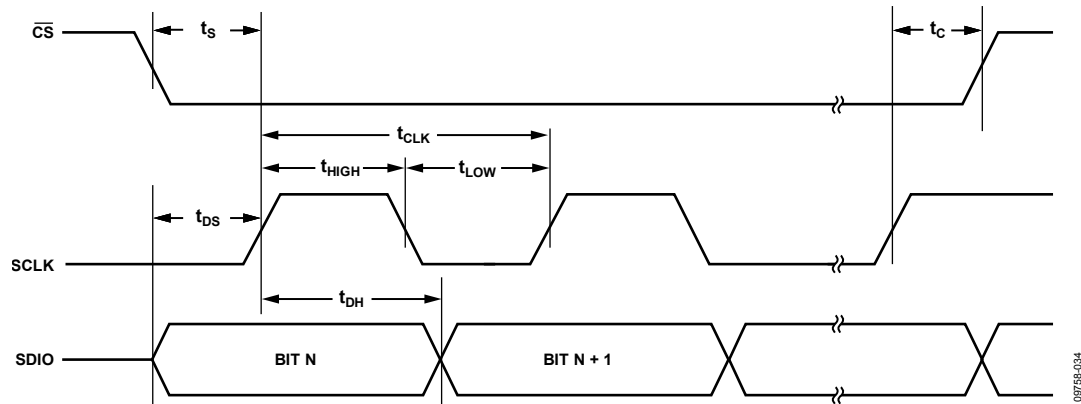 CS
tS
tC
tCLK
tHIGH
tLOW
tDS
SCLK
tDH
SDIO
BIT N
BIT N + 1
09758-034